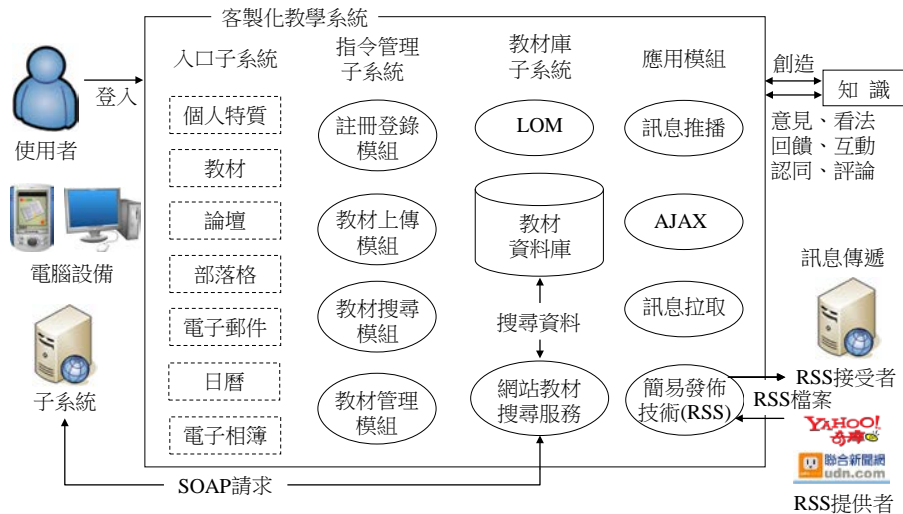 客製化教學系統
使用者
登入
電腦設備
子系統
入口子系統
個人特質
教材
論壇
部落格
電子郵件
日曆
電子相簿
指令管理
子系統
註冊登錄
模組
教材上傳
模組
教材搜尋
模組
教材管理
模組
教材庫
子系統
LOM
教材
資料庫
搜尋資料
網站教材
搜尋服務
應用模組
訊息推播
AJAX
訊息拉取
簡易發佈
技術(RSS)
創造
知 識
意見、看法
回饋、互動
認同、評論
訊息傳遞
RSS接受者
RSS檔案
YAHOO!
奇摩
聯合新聞網
udn.com
RSS提供者
SOAP請求